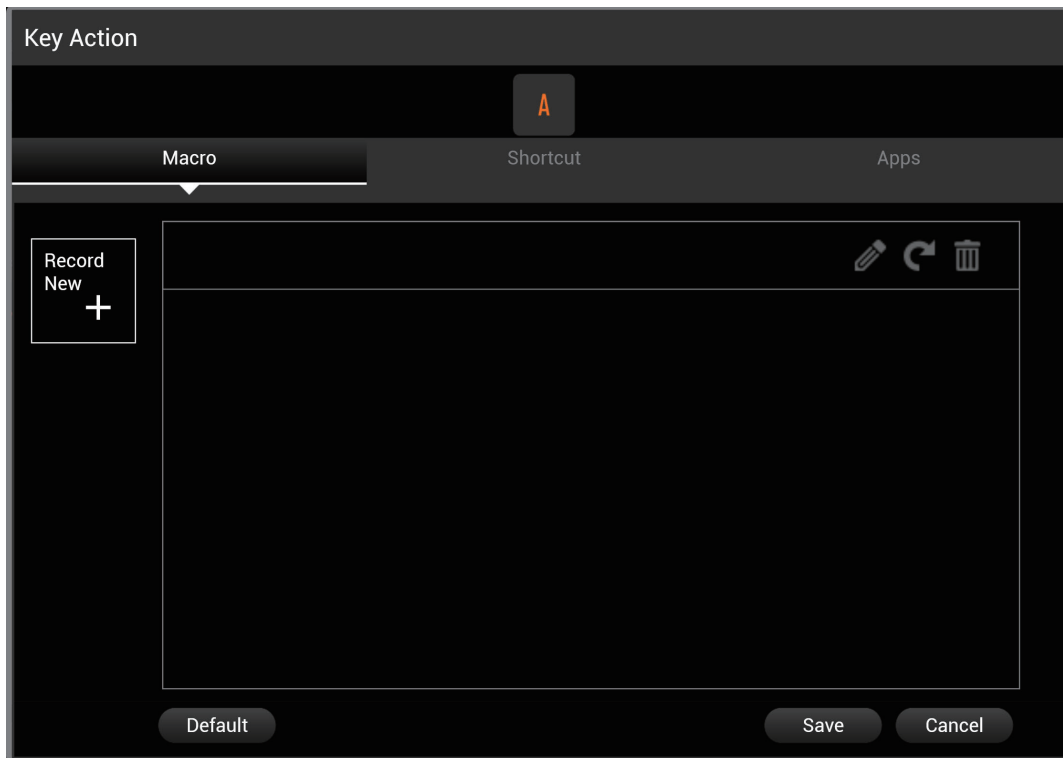 Key Action
A
Macro
Shortcut
Apps
Record
New
Default
Save
Cancel